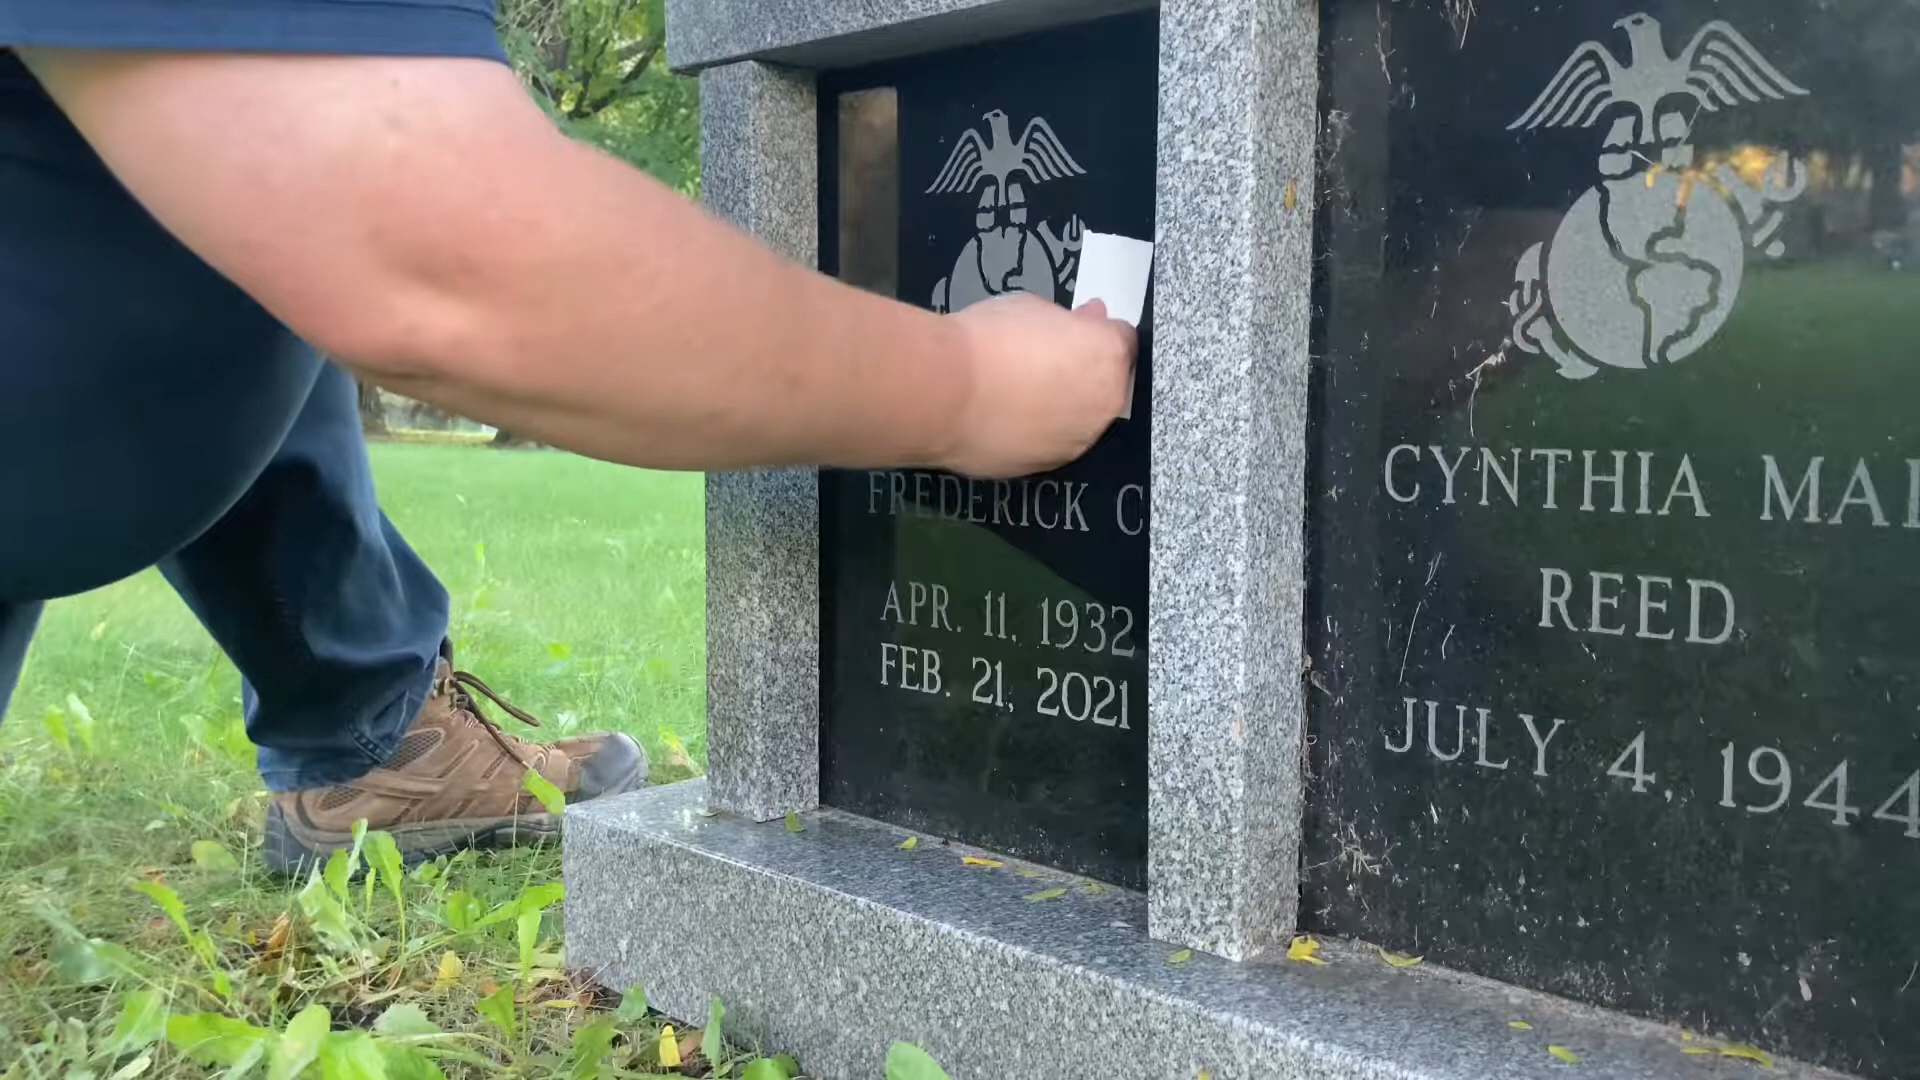 FREDERICK C
APR. 11, 1932
FEB. 21, 2021
CYNTHIA MA
REED
JULY 4, 1944